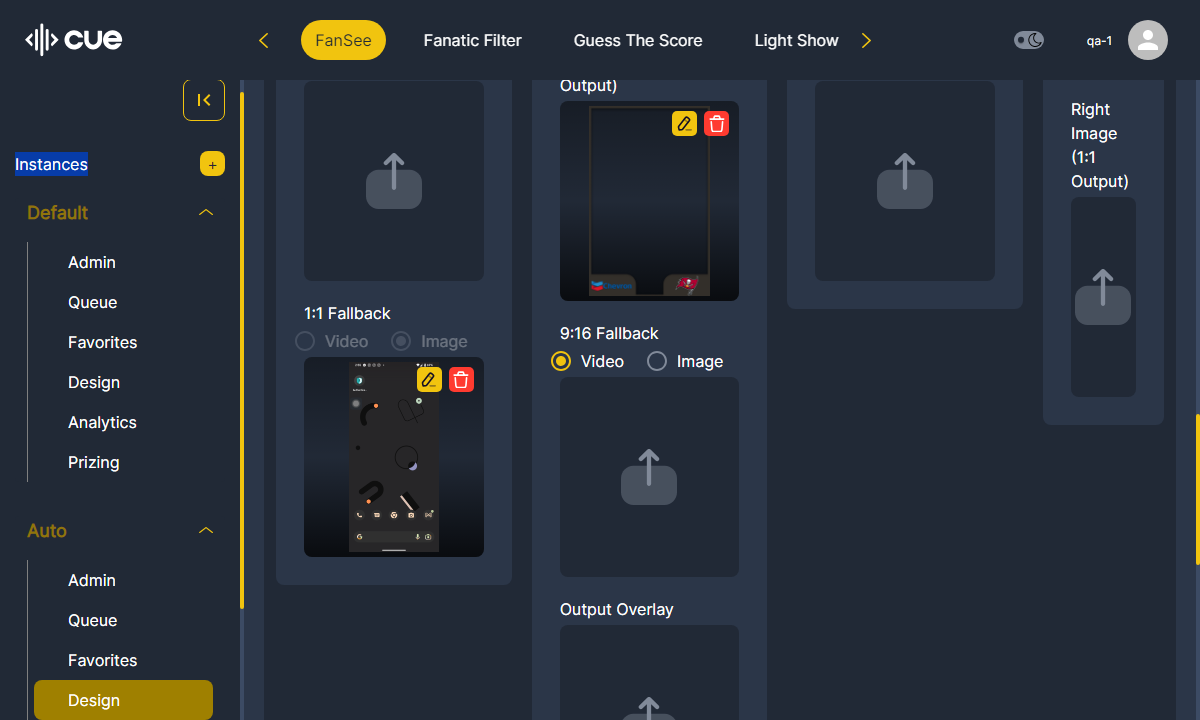 CUE
FanSee
Fanatic Filter
Guess The Score
Light Show
qa-1
Instances
+
Default
Admin
Queue
Favorites
Design
Analytics
Prizing
Auto
Admin
Queue
Favorites
Design
1:1 Fallback
Video
Image
Output)
9:16 Fallback
Video
Image
Output Overlay
Right
Image
(1:1
Output)